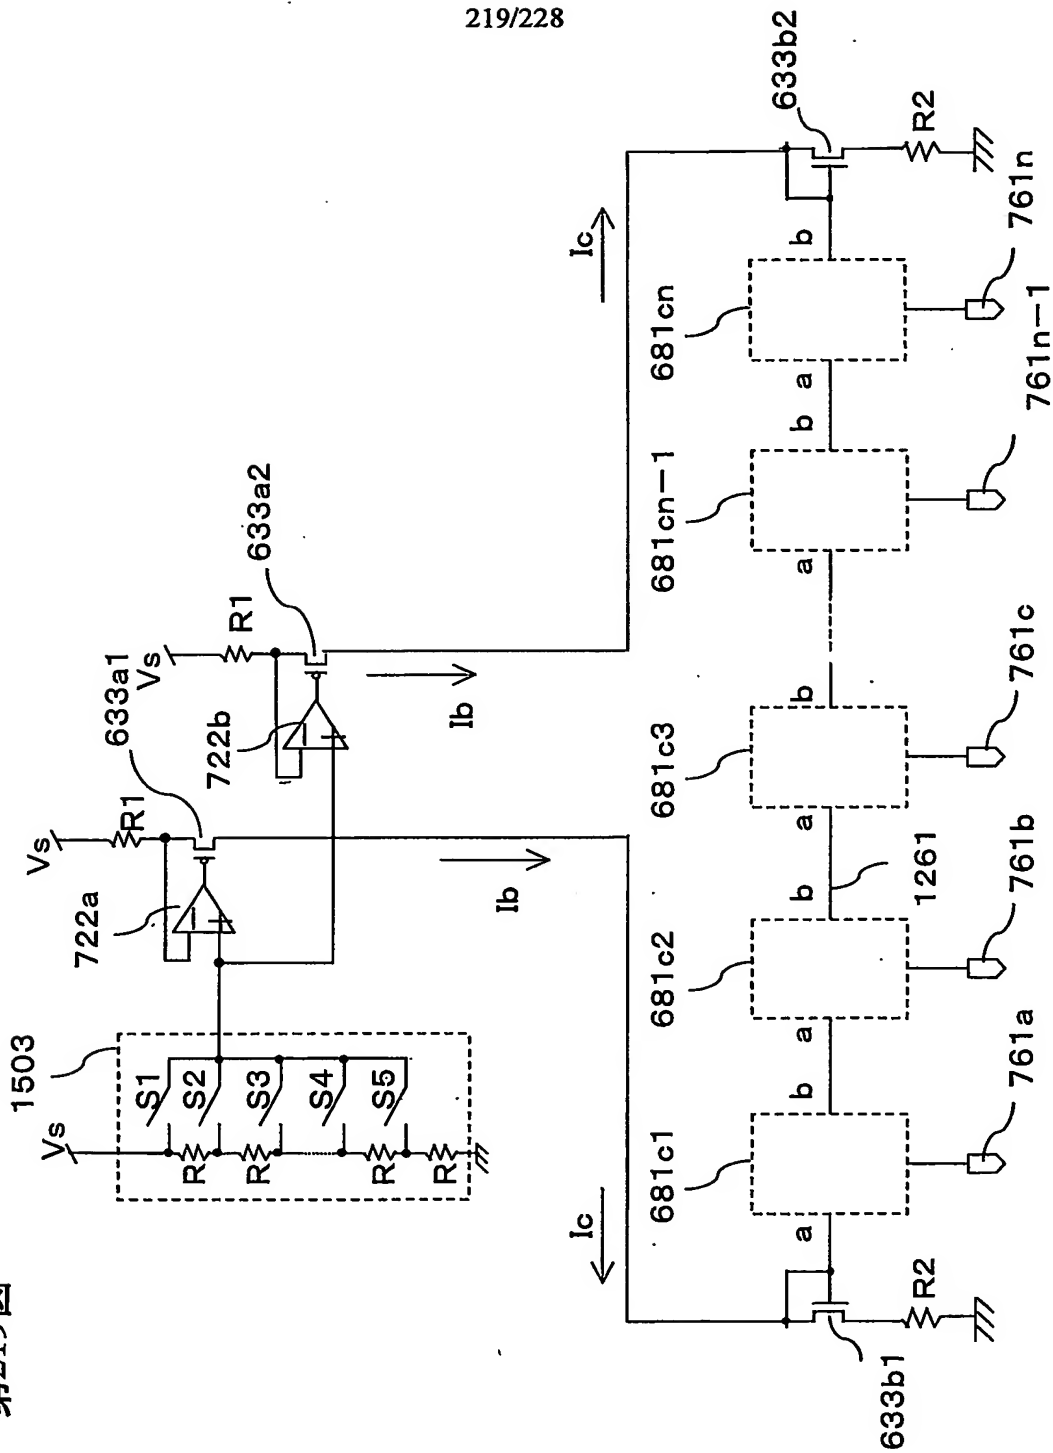 219/228
第219図
1503
Vs
S1
S2
S3
S4
S5
R
R
R
R
722a
Vs
R1
633a1
722b
Vs
R1
633a2
Ib
Ib
Ic
Ic
633b1
R2
a
681c1
b
761a
a
681c2
b
761b
1261
a
681c3
b
761c
a
681cn−1
b
761n−1
a
681cn
b
761n
633b2
R2